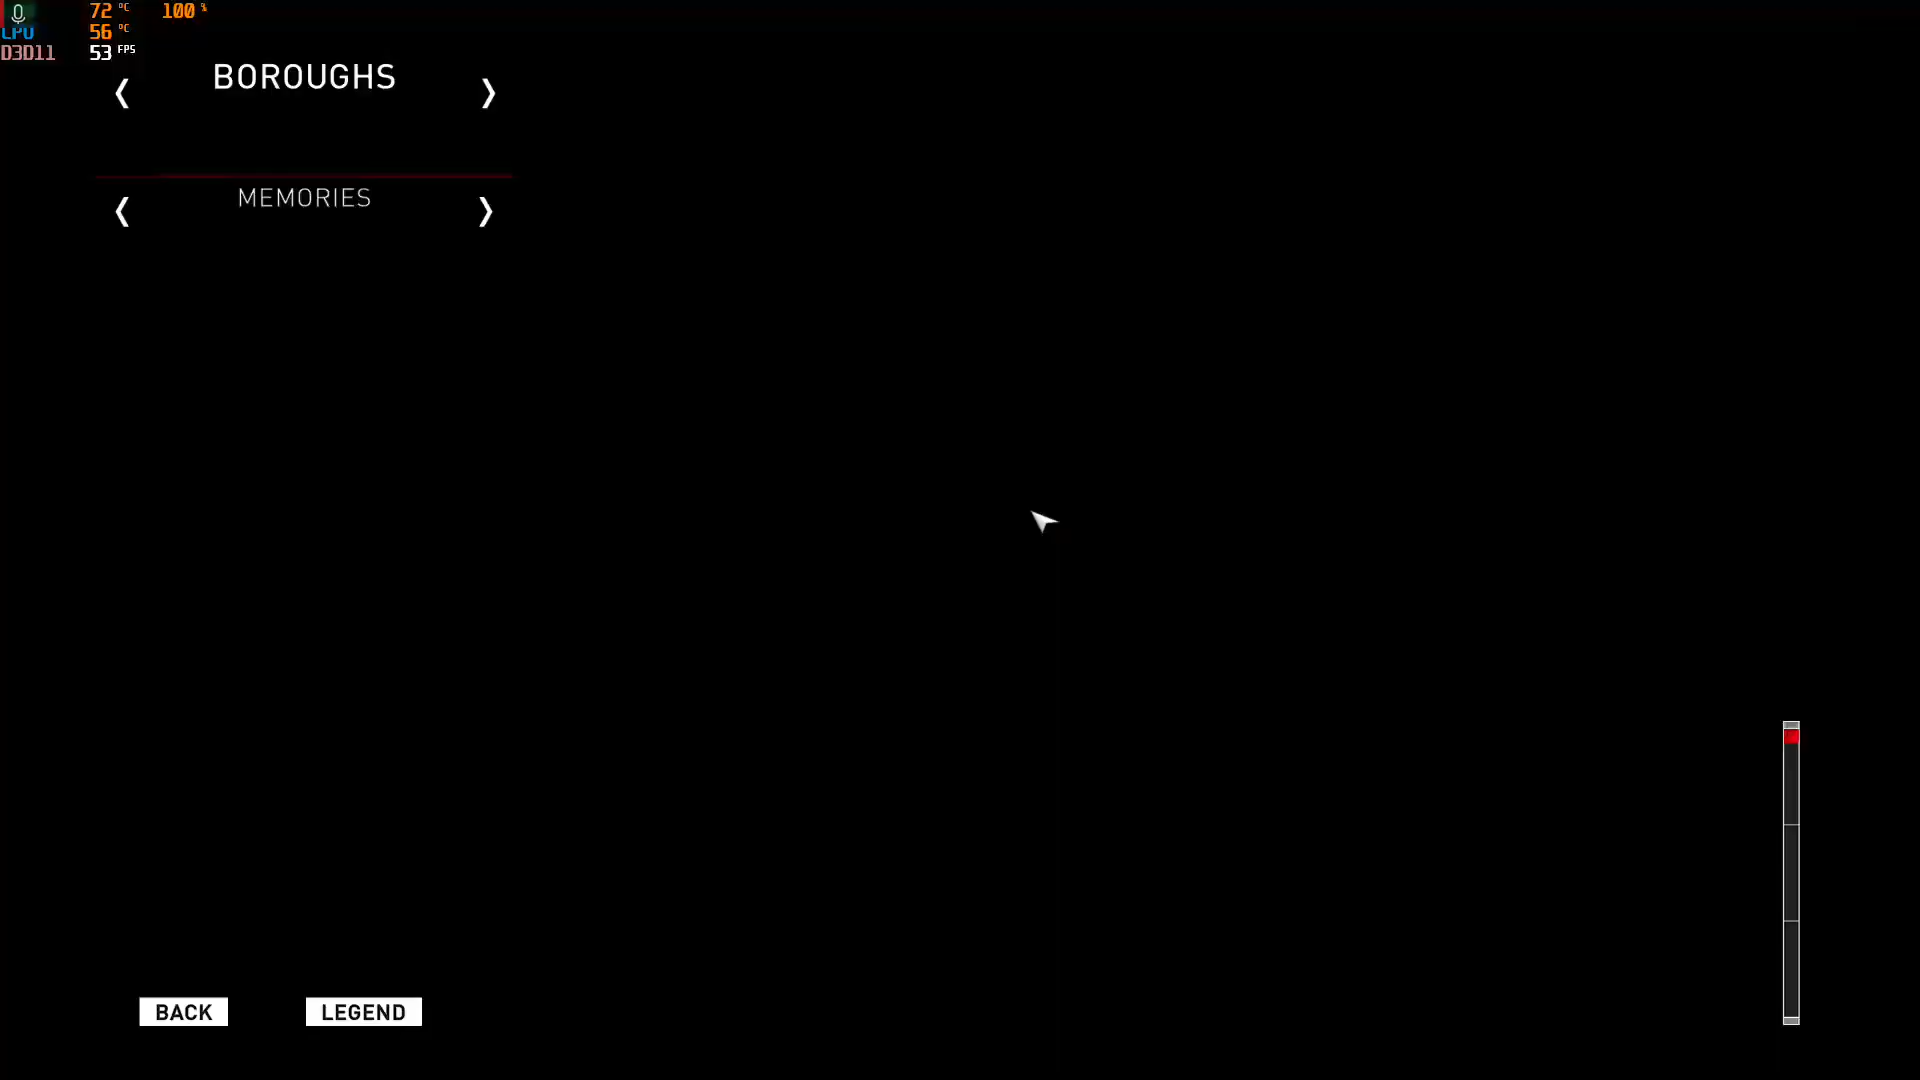 72 °C 100 %
CPU 56 °C
D3D11 53 FPS
BOROUGHS
MEMORIES
BACK LEGEND